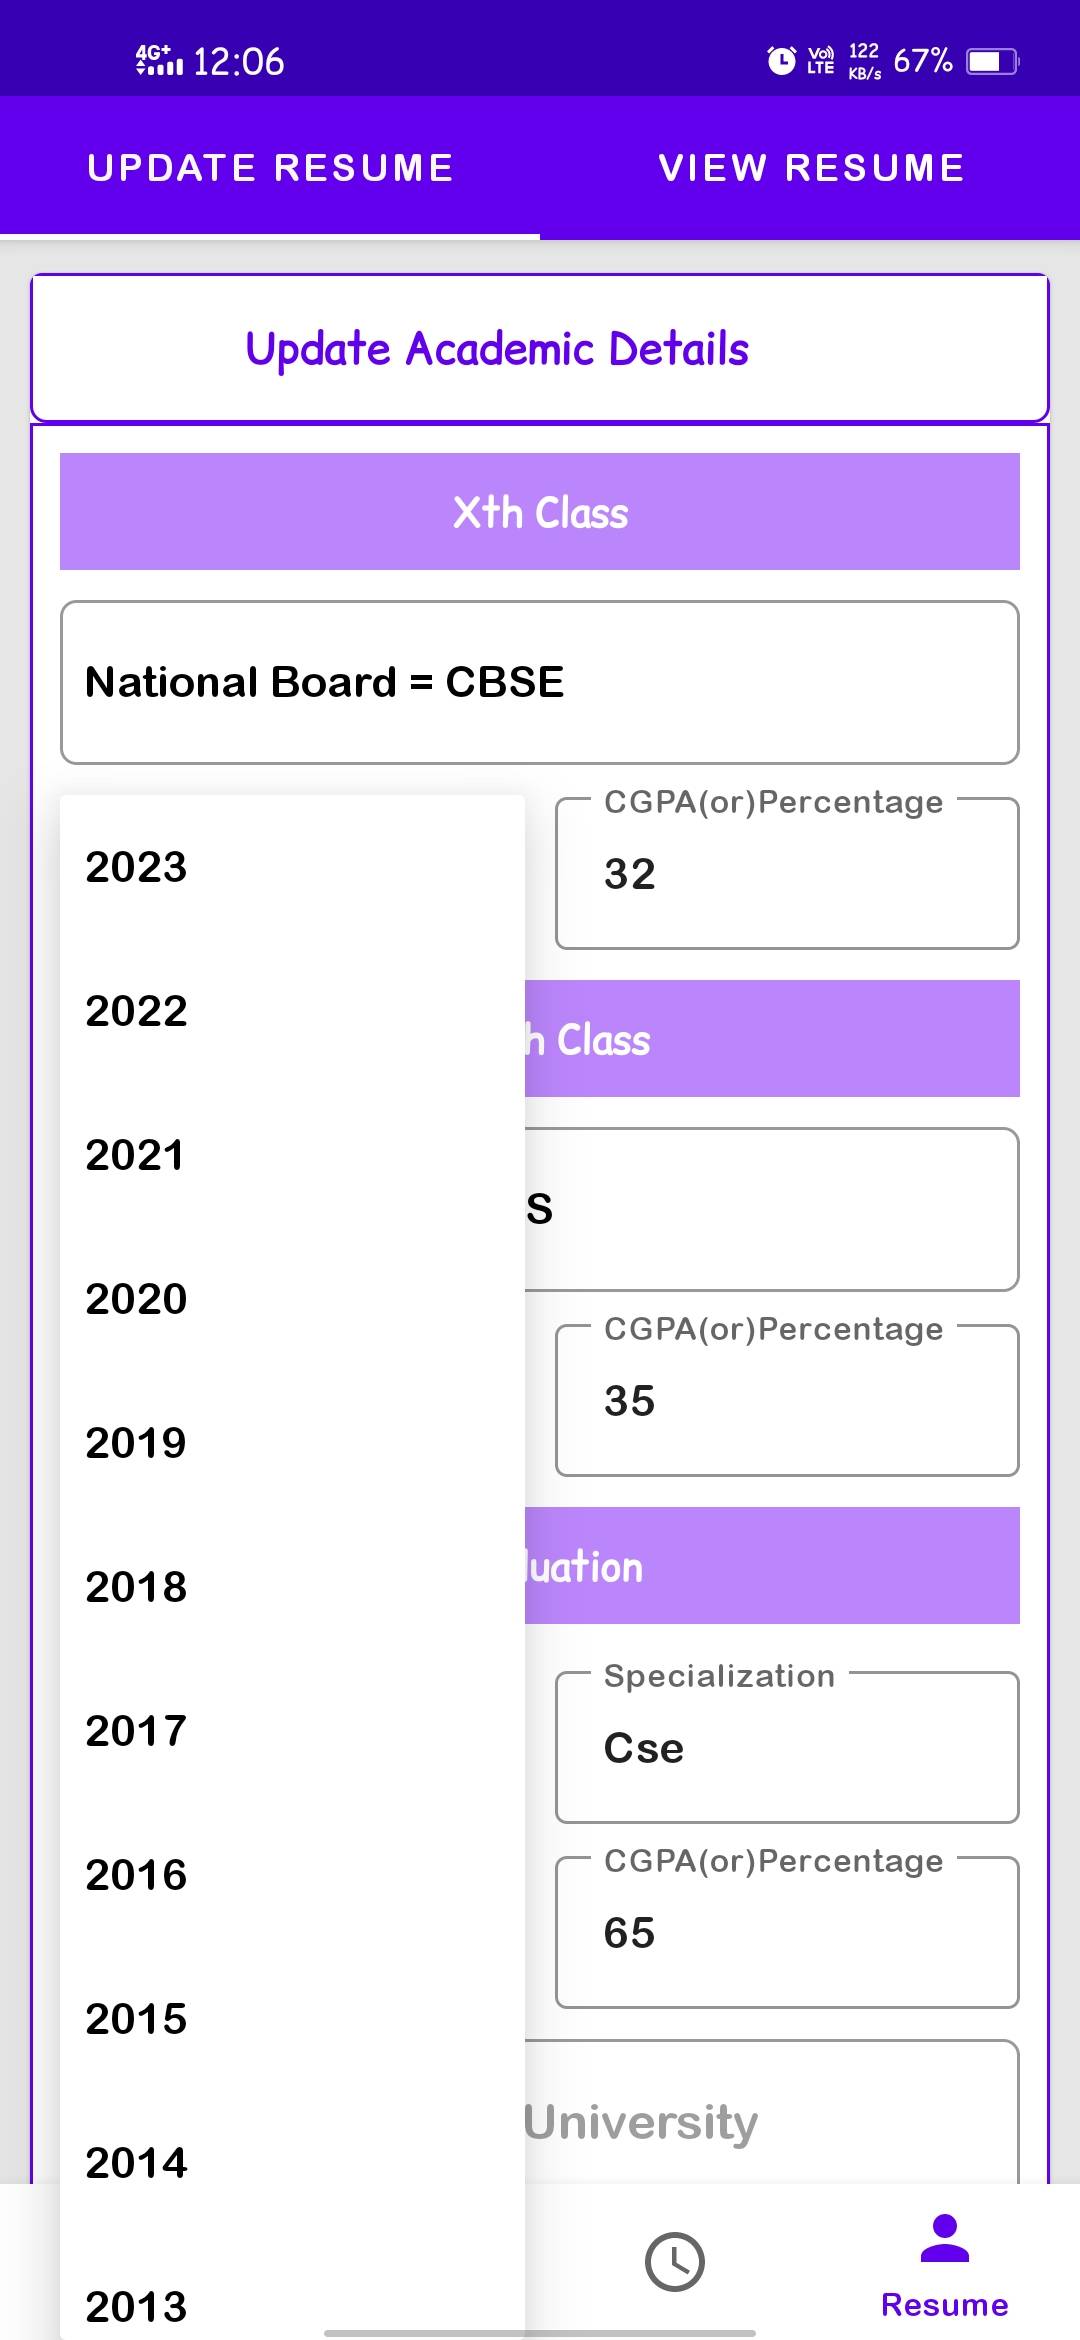 4G+ 12:06 Vo) LTE 122 KB/s 67%
UPDATE RESUME VIEW RESUME
Update Academic Details
Xth Class
National Board = CBSE
CGPA(or)Percentage
32
2023
2022
h Class
2021
S
2020
CGPA(or)Percentage
35
2019
2018
uation
2017
Specialization
Cse
2016
CGPA(or)Percentage
65
2015
2014
University
2013
Resume